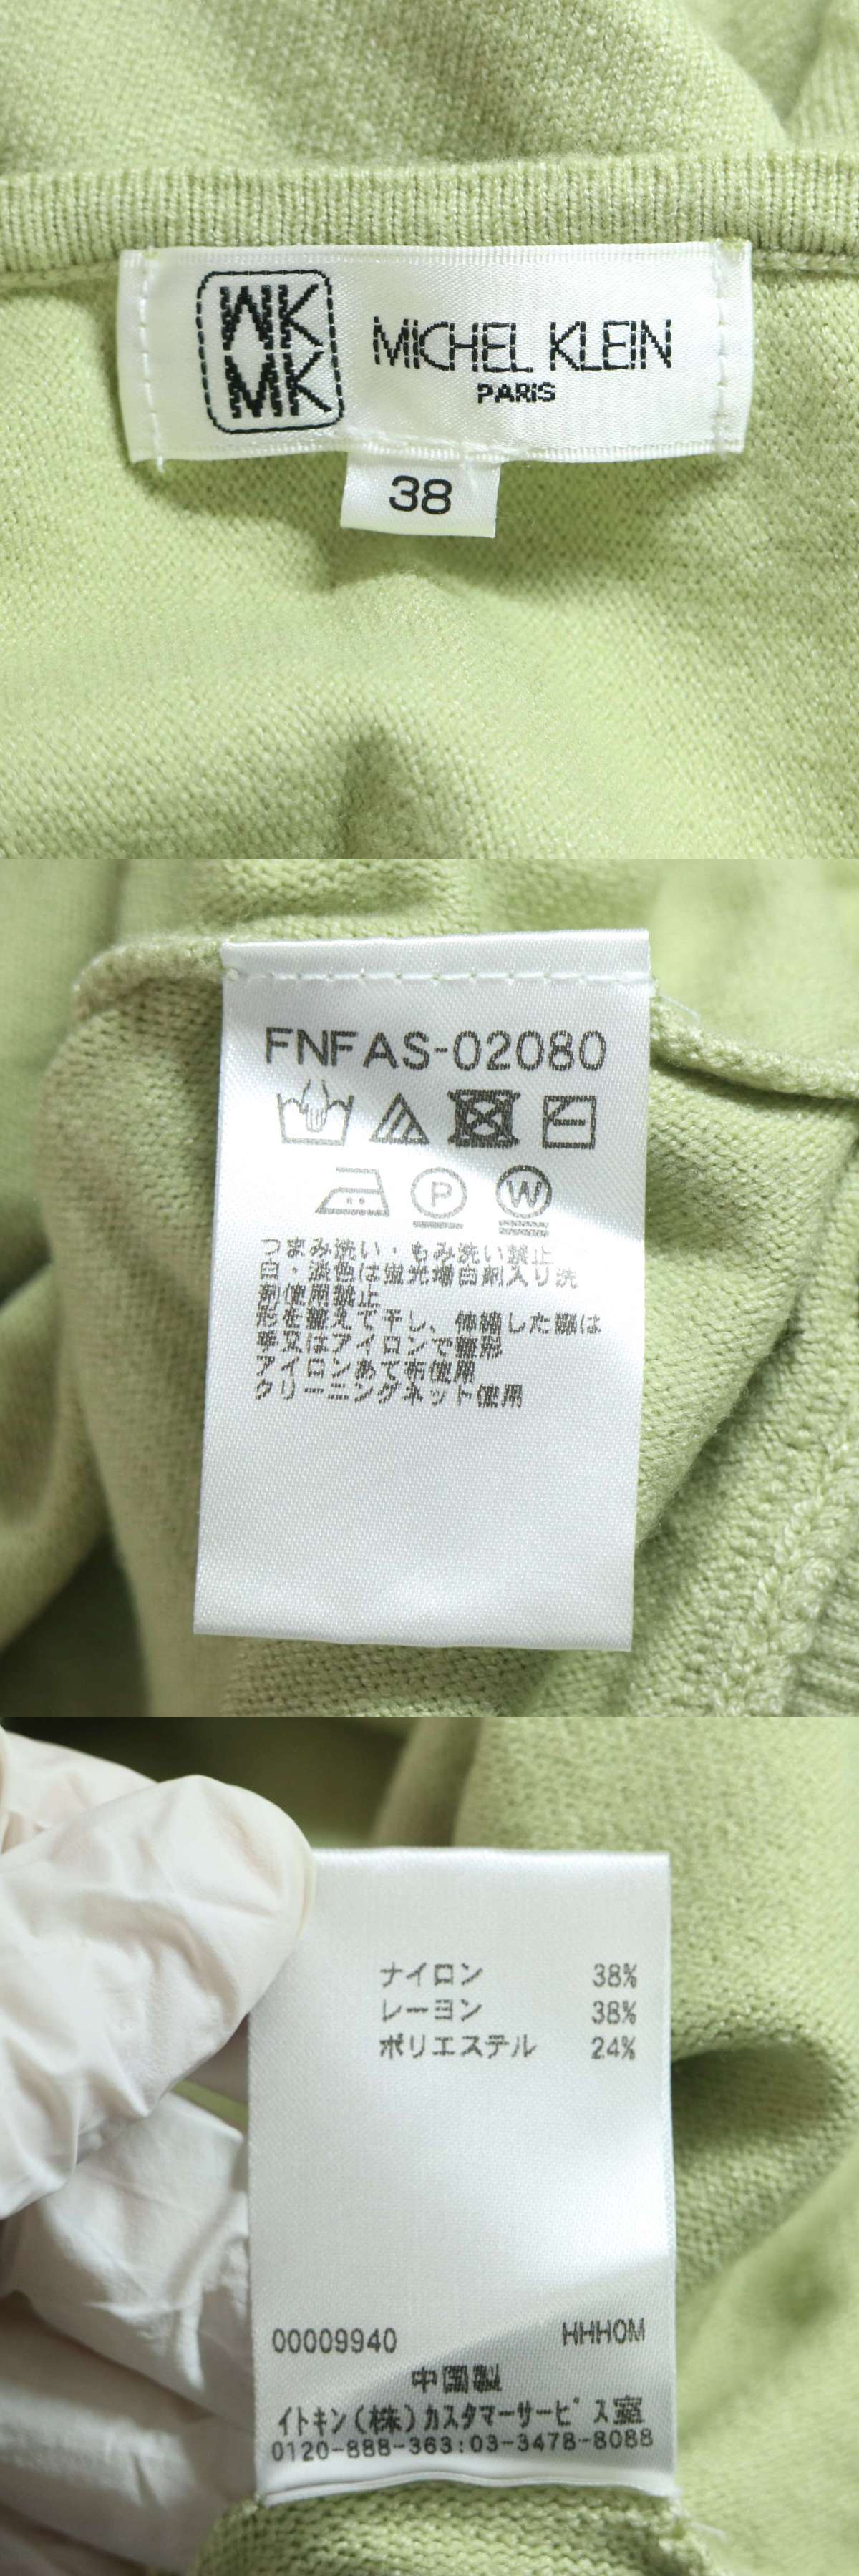 MK
MK
MICHEL KLEIN
PARIS
38
FNFAS-02080
P
W
つまみ洗い・もみ洗い禁止
白・淡色は蛍光増白剤入り洗
剤使用禁止
形を整えて干し、伸縮した際は
手又はアイロンで整形
アイロンあて布使用
クリーニングネット使用
ナイロン 38%
レーヨン 38%
ポリエステル 24%
00009940 HHHOM
中国製
イトキン(株)カスタマーサービス室
0120-888-363:03-3478-8088